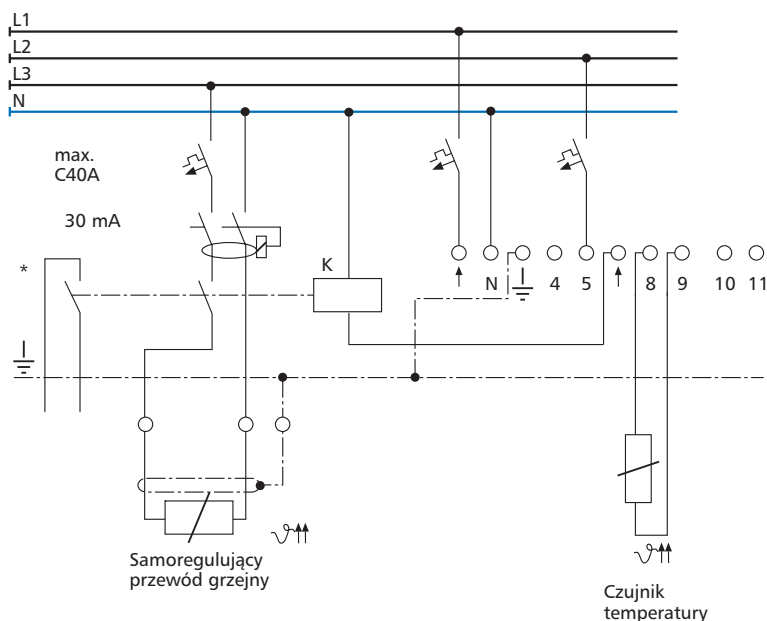 L1
L2
L3
N
max.
C40A
30 mA
*
K
N 4 5 8 9 10 11
Samoregulujący
przewód grzejny
Czujnik
temperatury